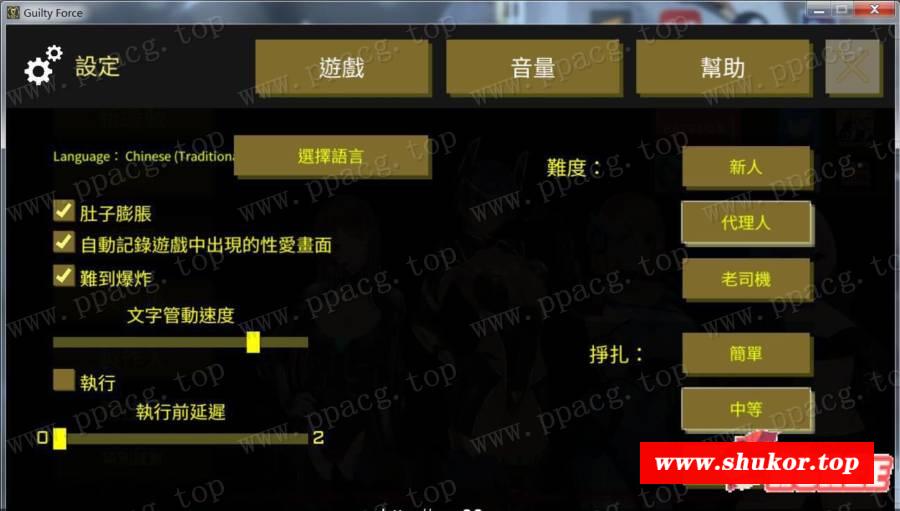 Guilty Force
設定
遊戲
音量
幫助
Language： Chinese (Traditiona
選擇語言
難度：
新人
代理人
老司機
肚子膨脹
自動記錄遊戲中出現的性愛畫面
難到爆炸
文字管動速度
執行
執行前延遲
0
2
掙扎：
簡單
中等
www.shukor.top
www.ppacg.top